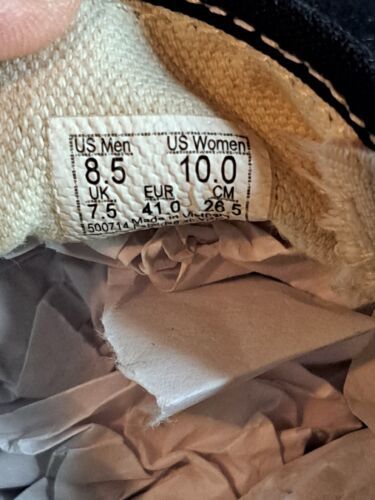 US Men US Women
8.5 10.0
UK EUR CM
7.5 41.0 26.5
Made in Vietnam
500714